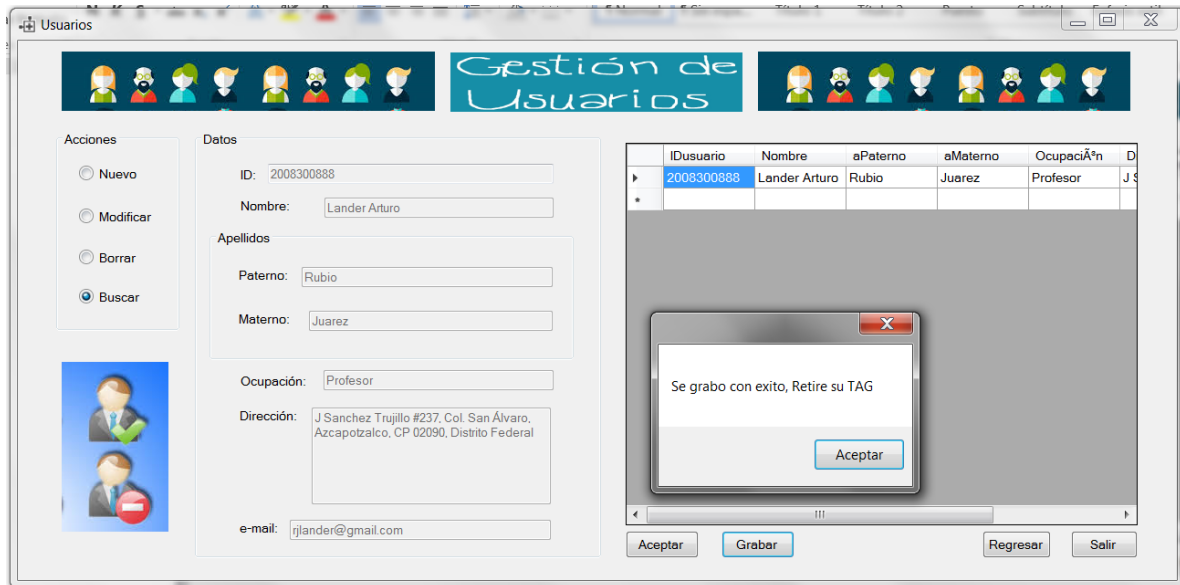 Usuarios
Gestión de
Usuarios
Acciones
Nuevo
Modificar
Borrar
Buscar
Datos
ID: 2008300888
Nombre: Lander Arturo
Apellidos
Paterno: Rubio
Materno: Juarez
Ocupación: Profesor
Dirección: J Sanchez Trujillo #237, Col. San Álvaro,
Azcapotzalco, CP 02090, Distrito Federal
e-mail: rjlander@gmail.com
IDusuario Nombre aPaterno aMaterno OcupaciÃ³n D
2008300888 Lander Arturo Rubio Juarez Profesor J S
Se grabo con exito, Retire su TAG
Aceptar
Aceptar Grabar Regresar Salir